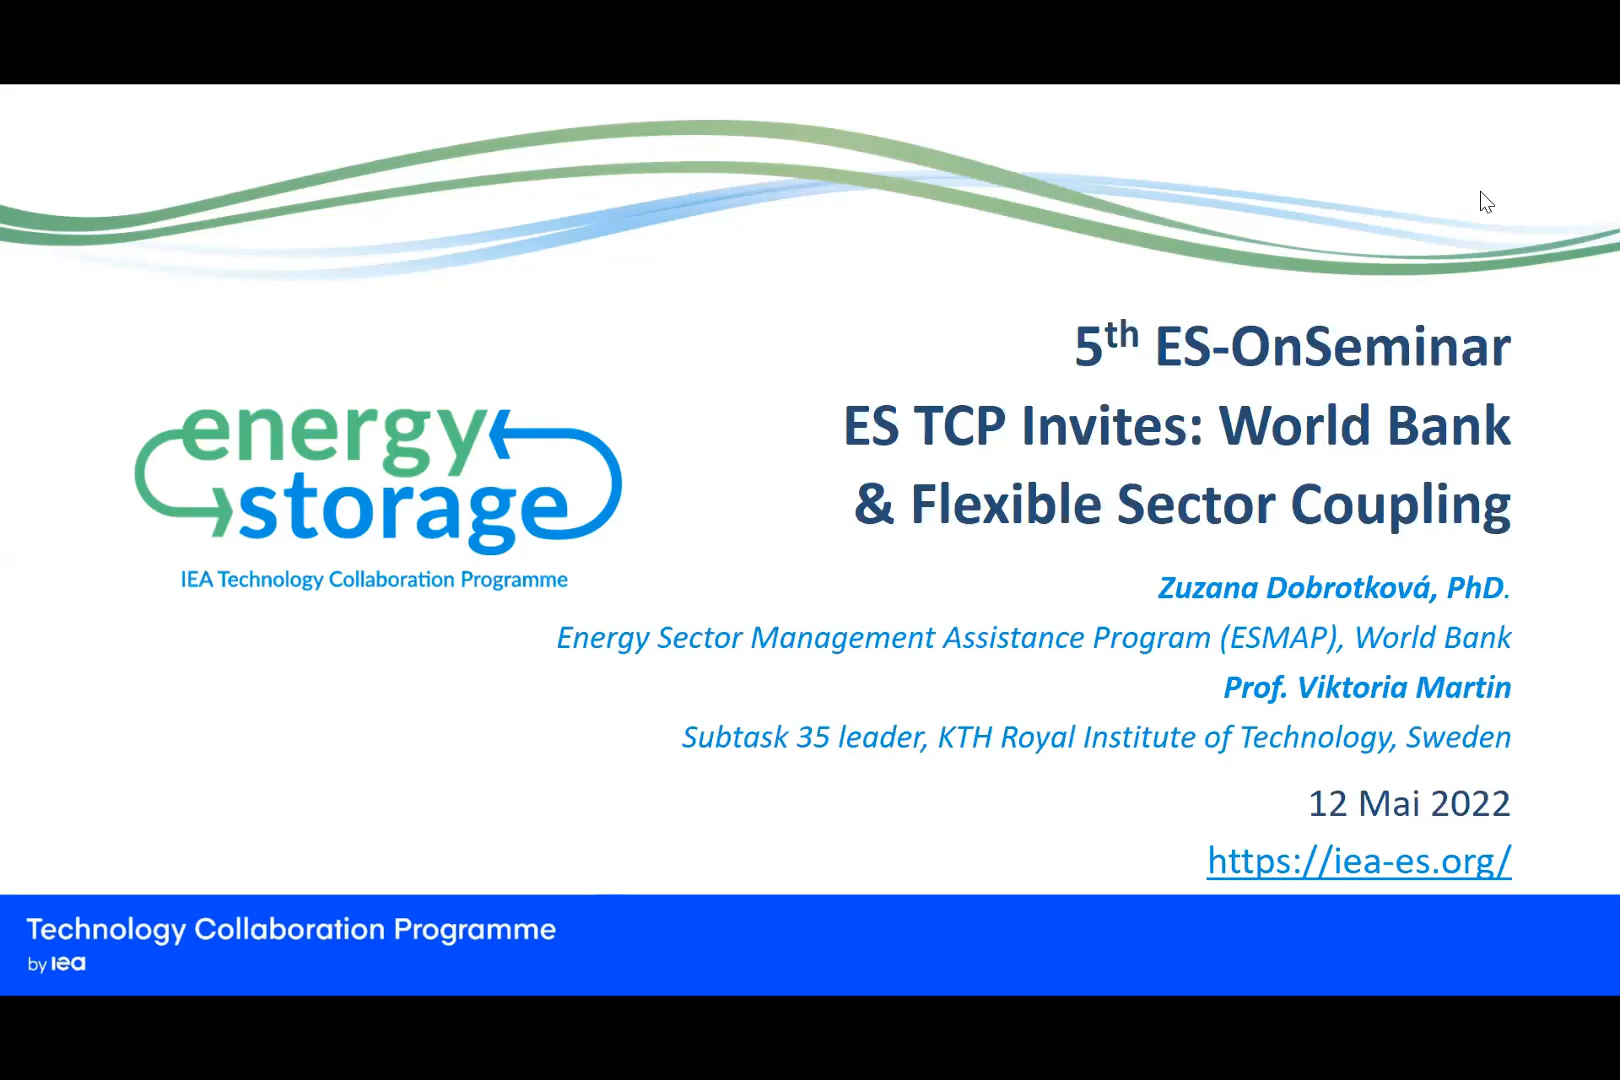 5th ES-OnSeminar
ES TCP Invites: World Bank
& Flexible Sector Coupling
energy
storage
IEA Technology Collaboration Programme
Zuzana Dobrotková, PhD.
Energy Sector Management Assistance Program (ESMAP), World Bank
Prof. Viktoria Martin
Subtask 35 leader, KTH Royal Institute of Technology, Sweden
12 Mai 2022
https://iea-es.org/
Technology Collaboration Programme
by iea